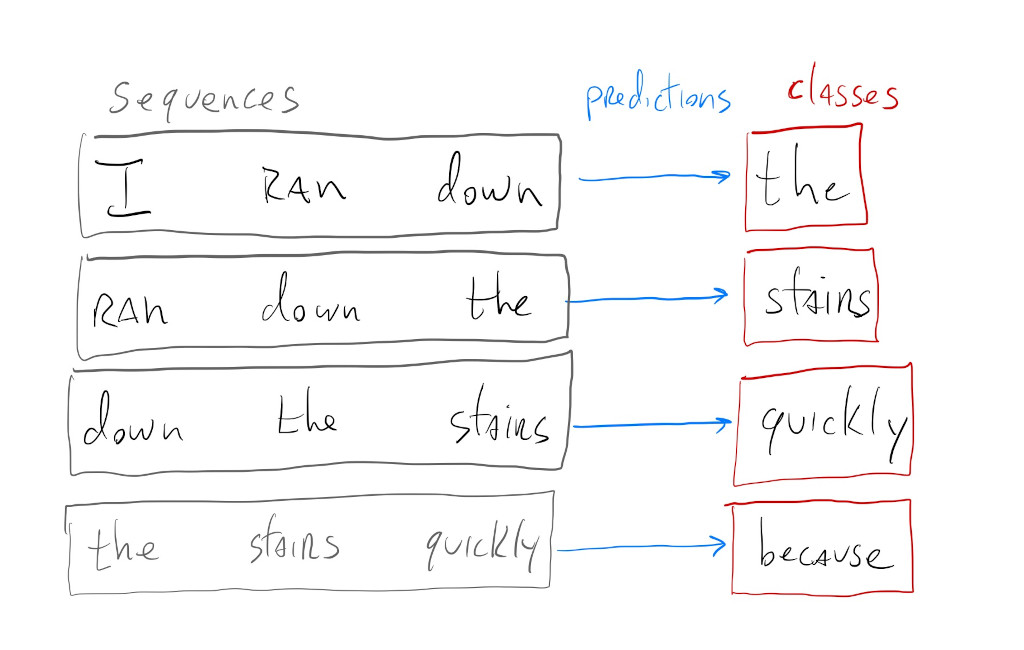 sequences predictions classes
I RAN down the
RAN down the stairs
down the stairs quickly
the stairs quickly because